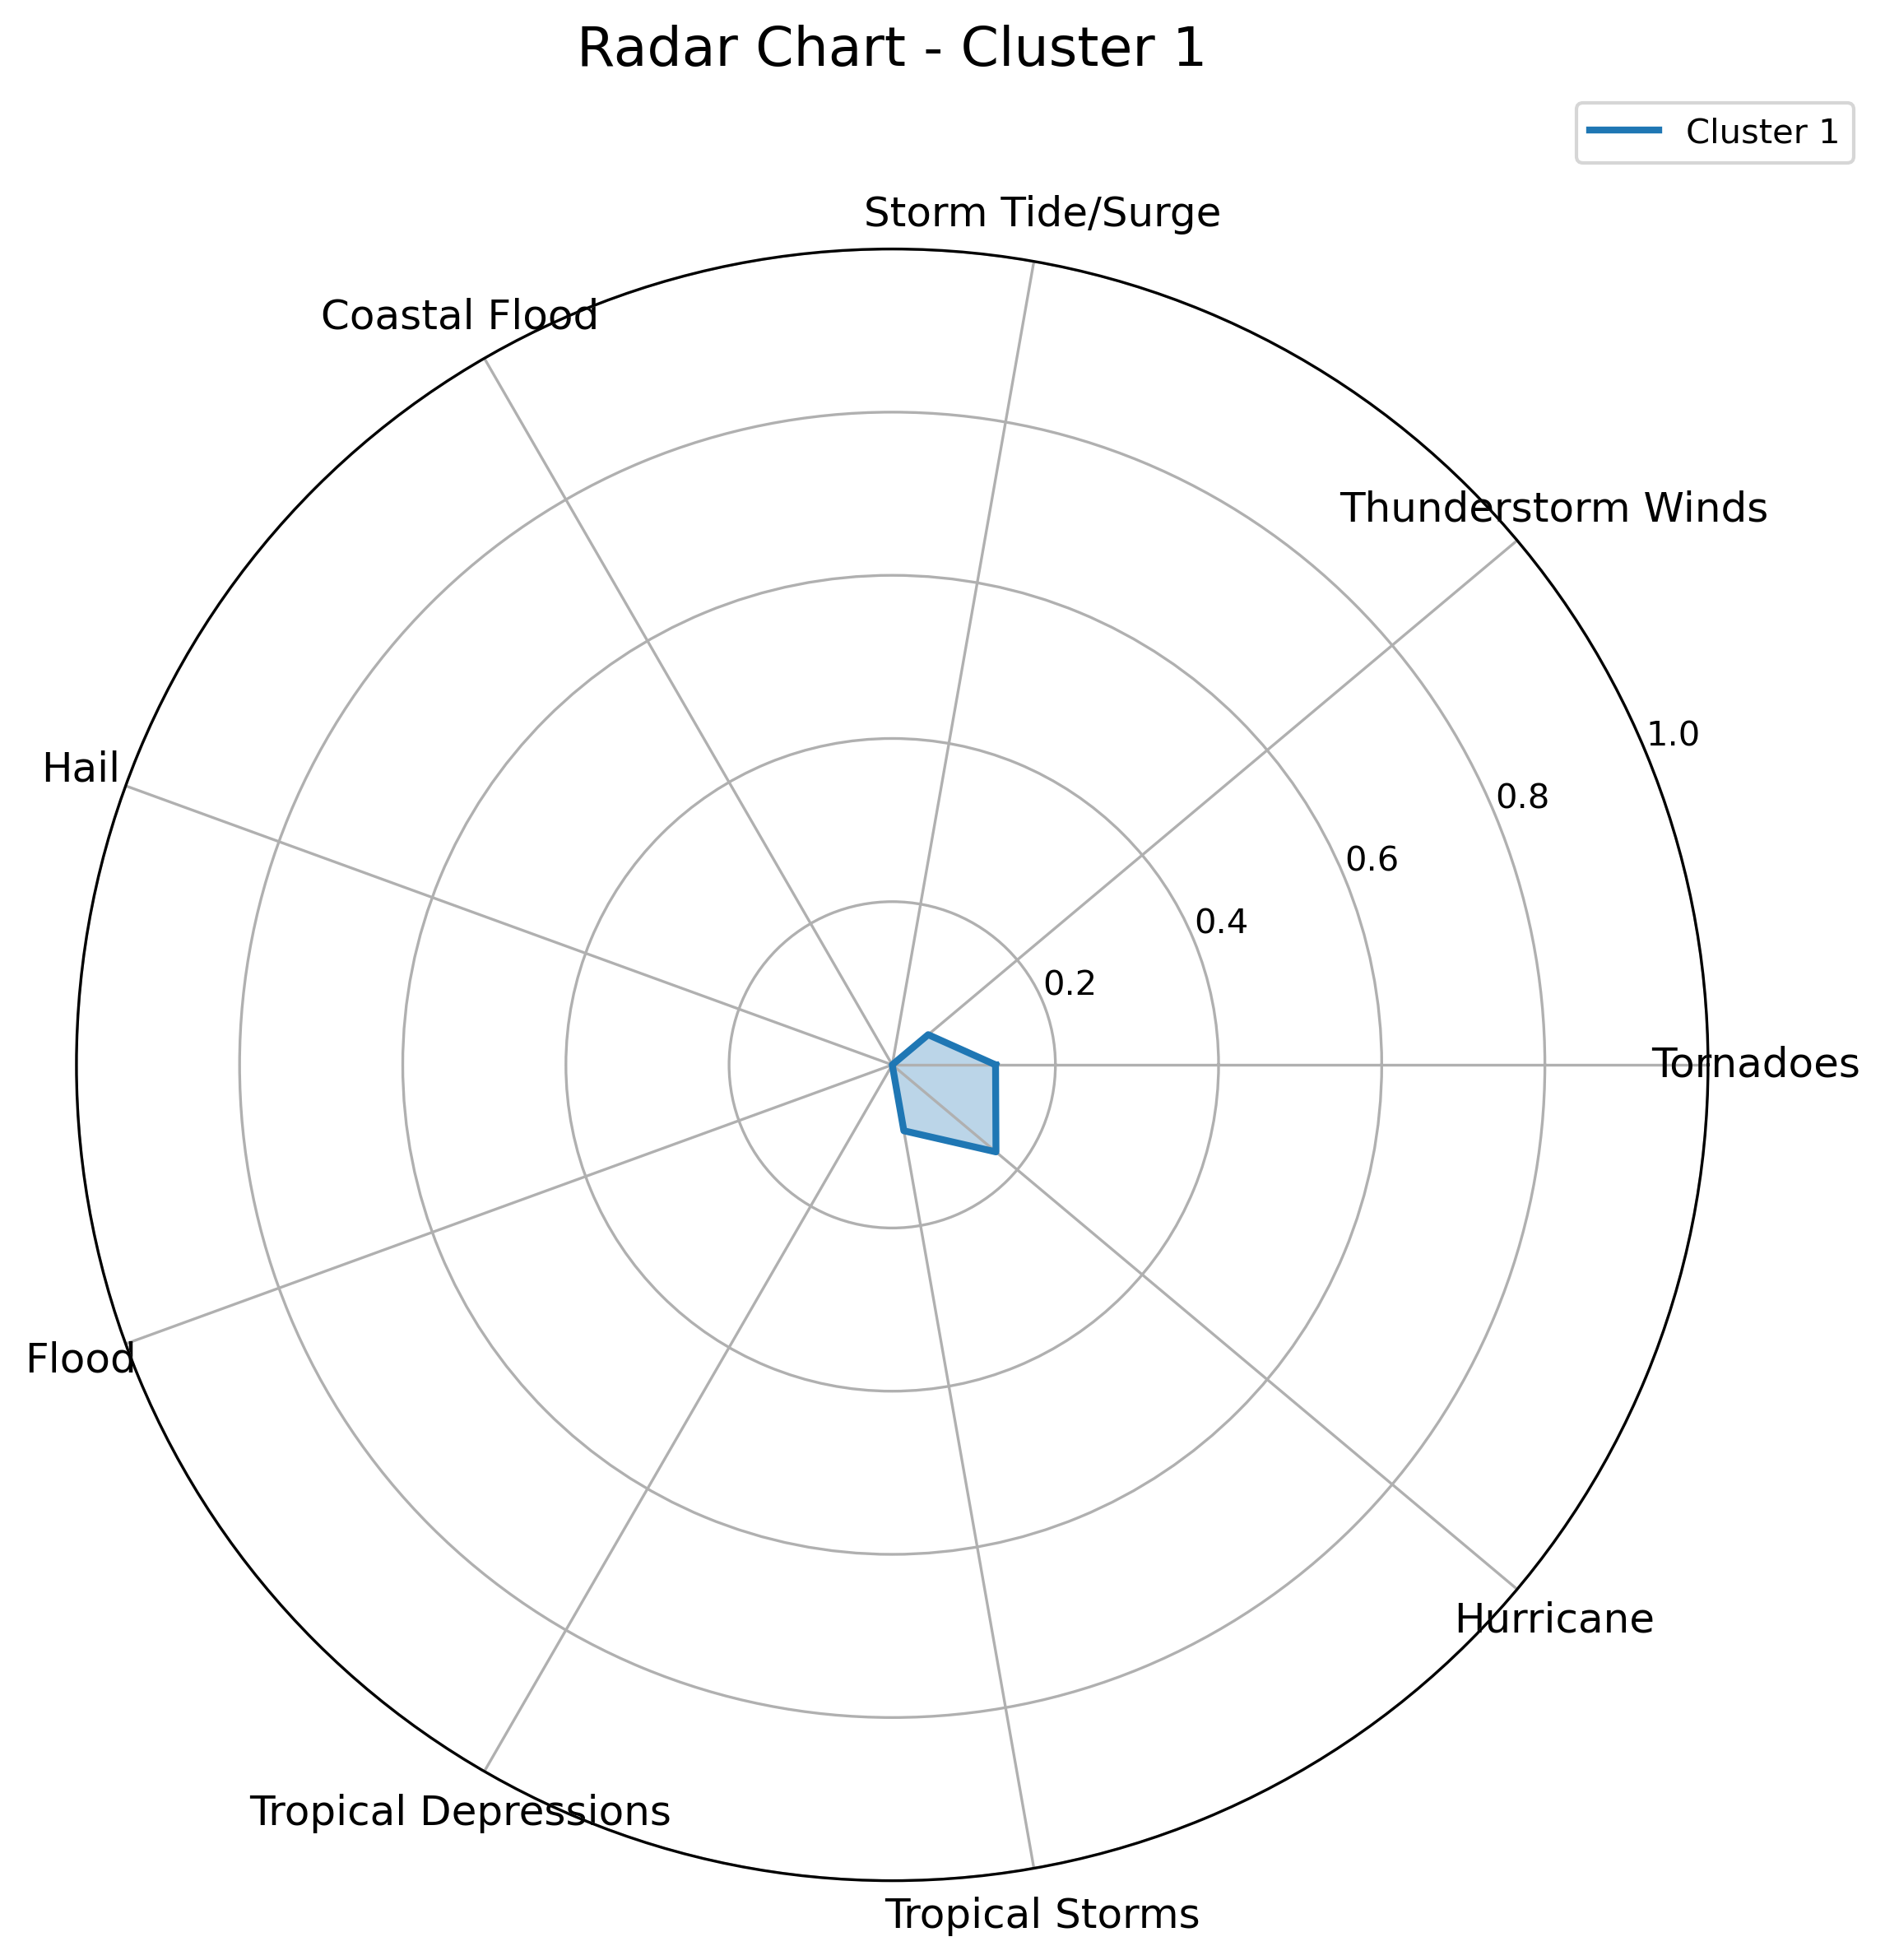 Radar Chart - Cluster 1
Cluster 1
Storm Tide/Surge
Coastal Flood
Thunderstorm Winds
1.0
Hail
0.8
0.6
0.4
0.2
Tornadoes
Flood
Hurricane
Tropical Depressions
Tropical Storms